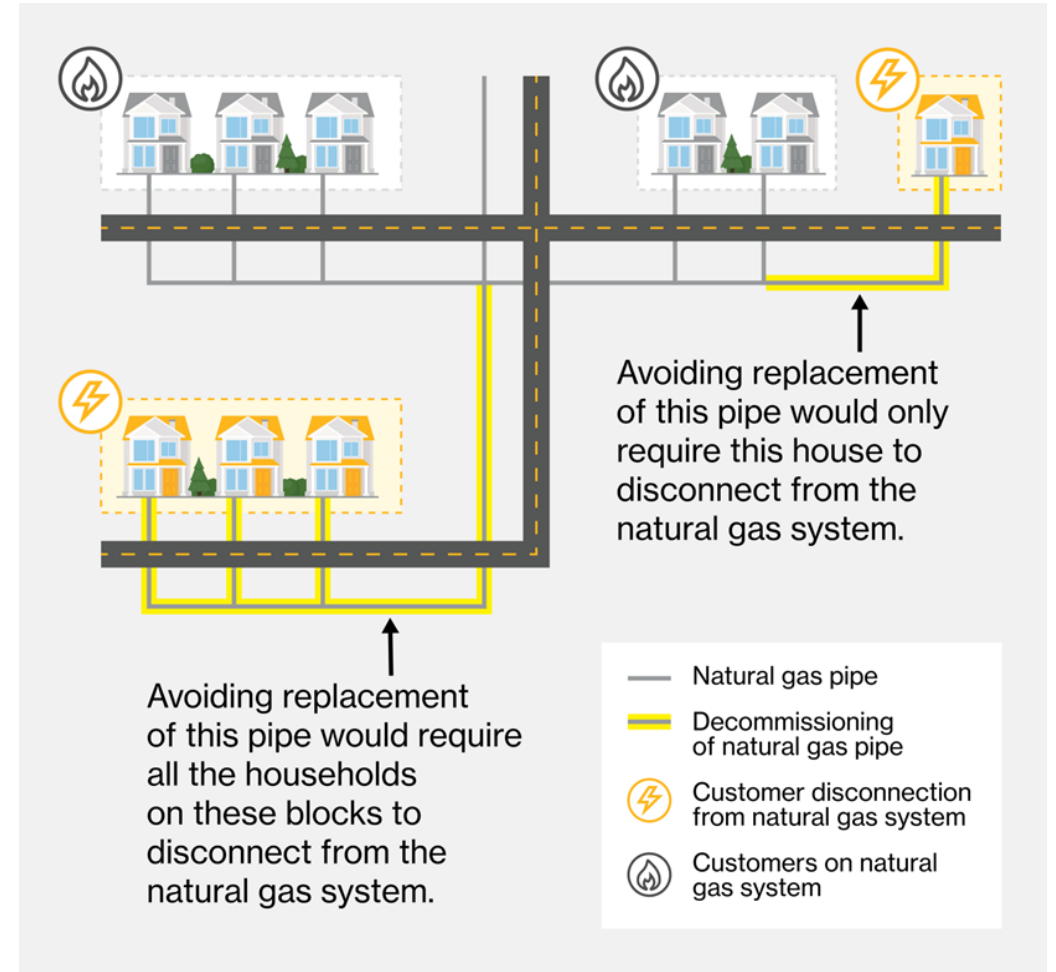 Avoiding replacement
of this pipe would only
require this house to
disconnect from the
natural gas system.
Avoiding replacement
of this pipe would require
all the households
on these blocks to
disconnect from the
natural gas system.
Natural gas pipe
Decommissioning
of natural gas pipe
Customer disconnection
from natural gas system
Customers on natural
gas system